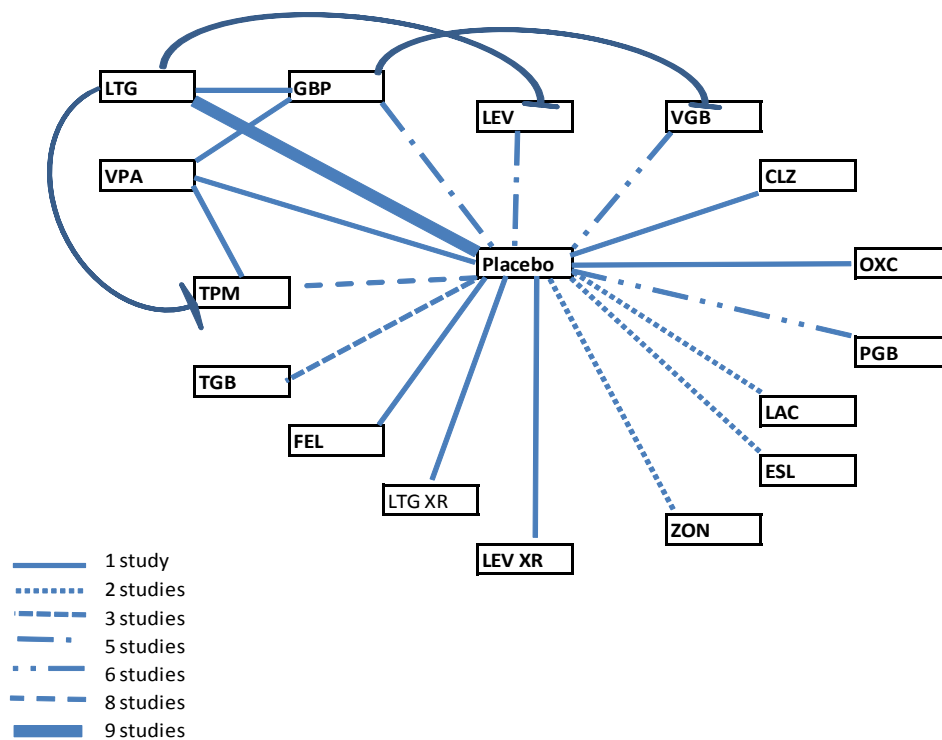 LTG
GBP
LEV
VGB
VPA
CLZ
Placebo
OXC
TPM
PGB
TGB
LAC
FEL
ESL
LTG XR
ZON
LEV XR
1 study
2 studies
3 studies
5 studies
6 studies
8 studies
9 studies